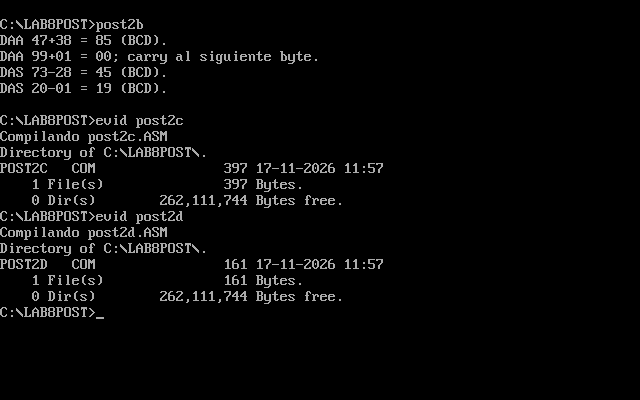 C:\LAB8POST>post2b
DAA 47+38 = 85 (BCD).
DAA 99+01 = 00; carry al siguiente byte.
DAS 73-28 = 45 (BCD).
DAS 20-01 = 19 (BCD).
C:\LAB8POST>evid post2c
Compilando post2c.ASM
Directory of C:\LAB8POST\.
POST2C   COM               397 17-11-2026 11:57
    1 File(s)              397 Bytes.
    0 Dir(s)       262,111,744 Bytes free.
C:\LAB8POST>evid post2d
Compilando post2d.ASM
Directory of C:\LAB8POST\.
POST2D   COM               161 17-11-2026 11:57
    1 File(s)              161 Bytes.
    0 Dir(s)       262,111,744 Bytes free.
C:\LAB8POST>_